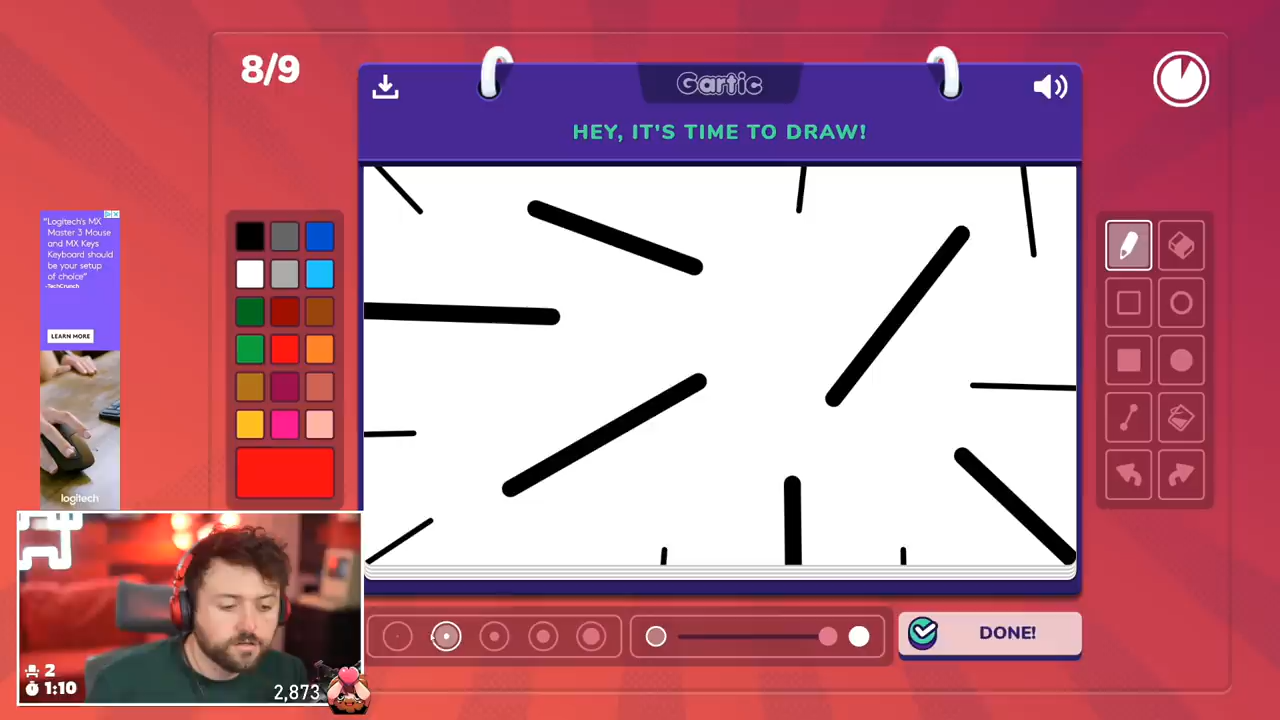 8/9
Gartic
HEY, IT'S TIME TO DRAW!
"Logitech's MX
Master 3 Mouse
and MX Keys
Keyboard should
be your setup
of choice"
-TechCrunch
LEARN MORE
logitech
2
1:10
2,873
DONE!